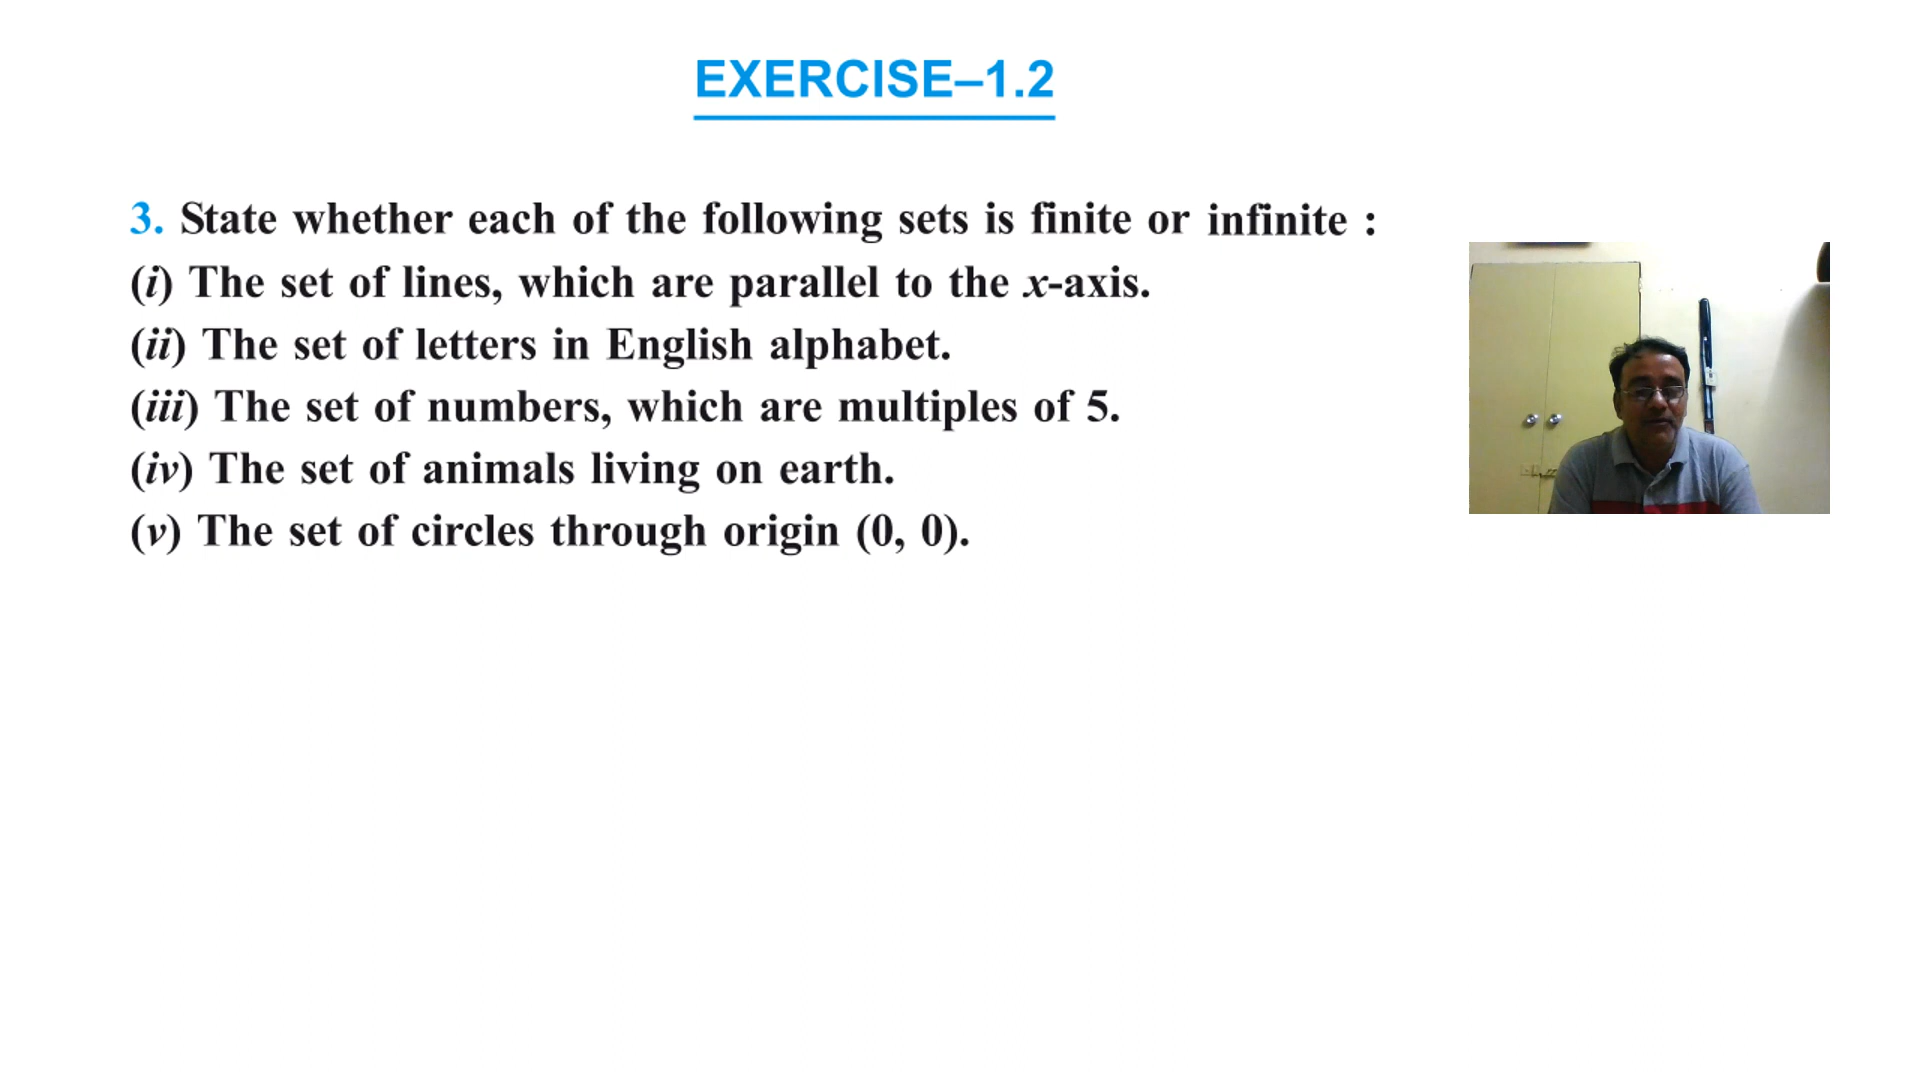 EXERCISE–1.2
3. State whether each of the following sets is finite or infinite :
(i) The set of lines, which are parallel to the x-axis.
(ii) The set of letters in English alphabet.
(iii) The set of numbers, which are multiples of 5.
(iv) The set of animals living on earth.
(v) The set of circles through origin (0, 0).